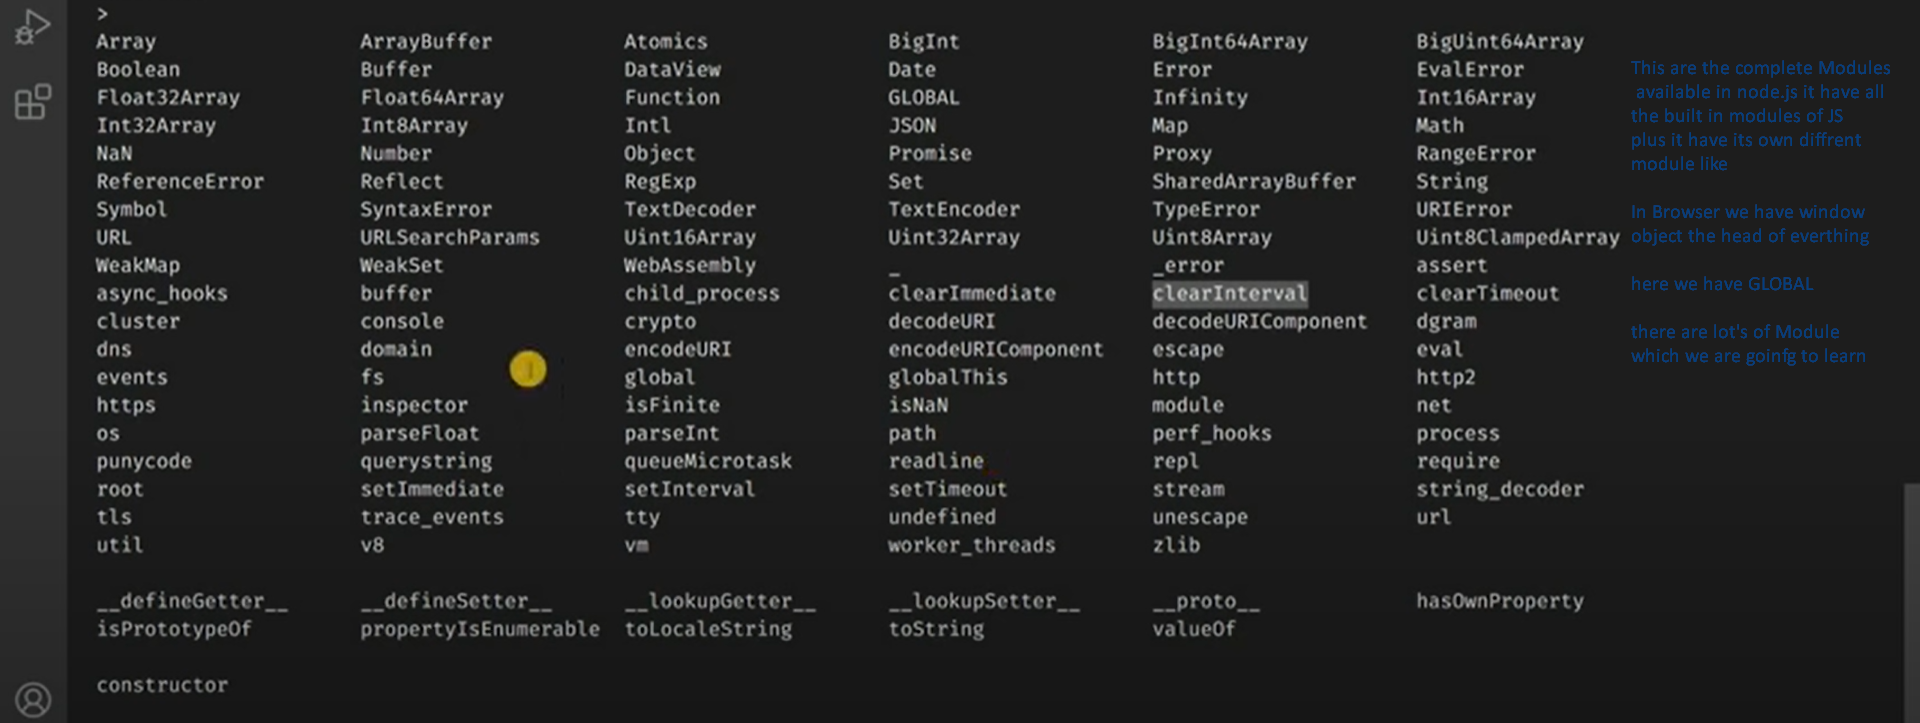 >
Array ArrayBuffer Atomics BigInt BigInt64Array BigUint64Array
Boolean Buffer DataView Date Error EvalError
Float32Array Float64Array Function GLOBAL Infinity Int16Array
Int32Array Int8Array Intl JSON Map Math
NaN Number Object Promise Proxy RangeError
ReferenceError Reflect RegExp Set SharedArrayBuffer String
Symbol SyntaxError TextDecoder TextEncoder TypeError URIError
URL URLSearchParams Uint16Array Uint32Array Uint8Array Uint8ClampedArray
WeakMap WeakSet WebAssembly _ _error assert
async_hooks buffer child_process clearImmediate clearInterval clearTimeout
cluster console crypto decodeURI decodeURIComponent dgram
dns domain encodeURI encodeURIComponent escape eval
events fs global globalThis http http2
https inspector isFinite isNaN module net
os parseFloat parseInt path perf_hooks process
punycode querystring queueMicrotask readline repl require
root setImmediate setInterval setTimeout stream string_decoder
tls trace_events tty undefined unescape url
util v8 vm worker_threads zlib
__defineGetter__ __defineSetter__ __lookupGetter__ __lookupSetter__ __proto__ hasOwnProperty
isPrototypeOf propertyIsEnumerable toLocaleString toString valueOf
constructor
This are the complete Modules
available in node.js it have all
the built in modules of JS
plus it have its own diffrent
module like
In Browser we have window
object the head of everthing
here we have GLOBAL
there are lot's of Module
which we are goinfg to learn